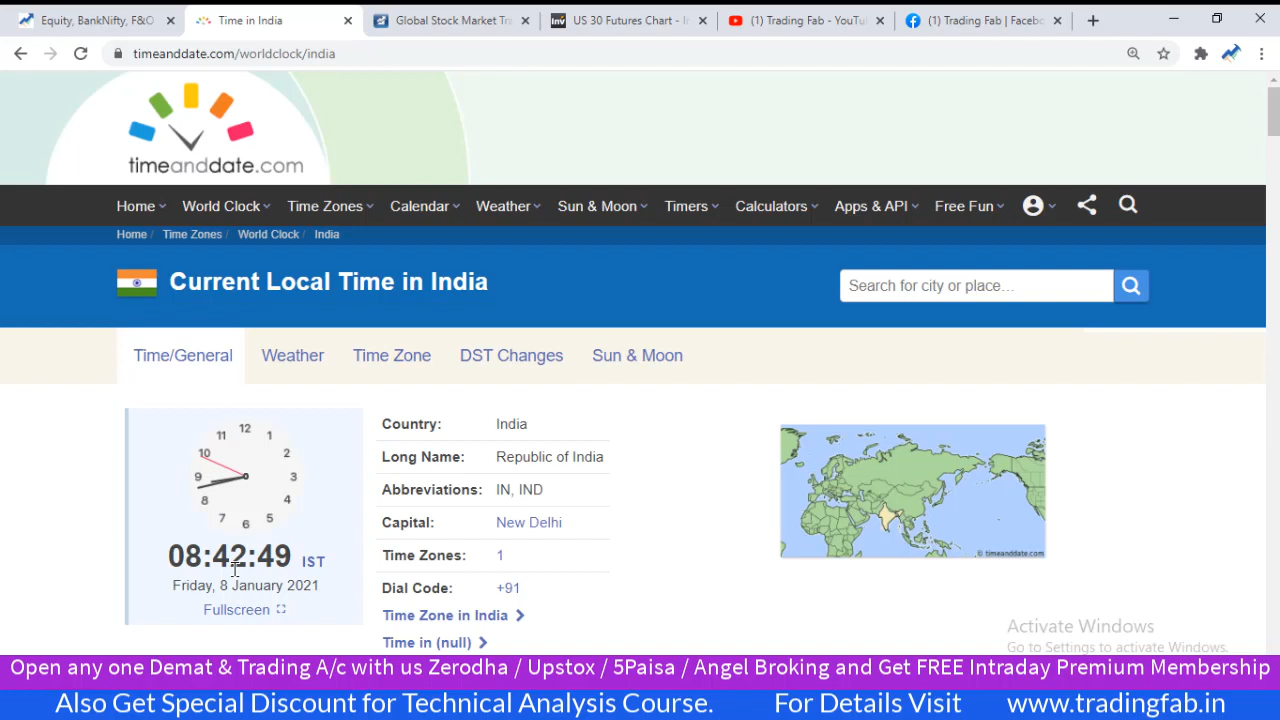 Equity, BankNifty, F&O
Time in India
Global Stock Market Tra
US 30 Futures Chart - In
(1) Trading Fab - YouTu
(1) Trading Fab | Facebo
timeanddate.com/worldclock/india
timeanddate.com
Home World Clock Time Zones Calendar Weather Sun & Moon Timers Calculators Apps & API Free Fun
Home / Time Zones / World Clock / India
Current Local Time in India
Search for city or place...
Time/General Weather Time Zone DST Changes Sun & Moon
12 1 2 3 4 5 6 7 8 9 10 11
08:42:49 IST
Friday, 8 January 2021
Fullscreen
Country: India
Long Name: Republic of India
Abbreviations: IN, IND
Capital: New Delhi
Time Zones: 1
Dial Code: +91
Time Zone in India
Time in (null)
© timeanddate.com
Activate Windows
Go to Settings to activate Windows.
Open any one Demat & Trading A/c with us Zerodha / Upstox / 5Paisa / Angel Broking and Get FREE Intraday Premium Membership
Also Get Special Discount for Technical Analysis Course. For Details Visit www.tradingfab.in